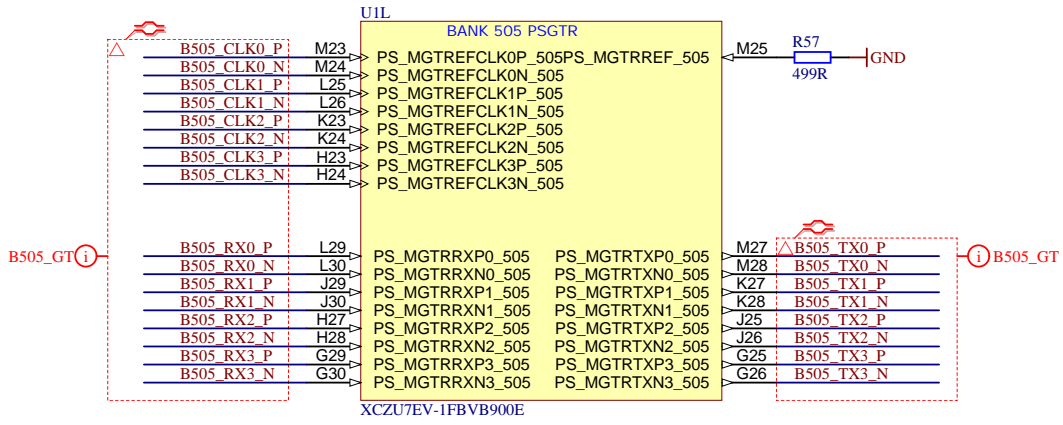 U1L
BANK 505 PSGTR
B505_CLK0_P M23 PS_MGTREFCLK0P_505 PS_MGTRREF_505 M25 R57 499R GND
B505_CLK0_N M24 PS_MGTREFCLK0N_505
B505_CLK1_P L25 PS_MGTREFCLK1P_505
B505_CLK1_N L26 PS_MGTREFCLK1N_505
B505_CLK2_P K23 PS_MGTREFCLK2P_505
B505_CLK2_N K24 PS_MGTREFCLK2N_505
B505_CLK3_P H23 PS_MGTREFCLK3P_505
B505_CLK3_N H24 PS_MGTREFCLK3N_505
B505_GT i B505_RX0_P L29 PS_MGTRRXP0_505 PS_MGTRTXP0_505 M27 B505_TX0_P i B505_GT
B505_RX0_N L30 PS_MGTRRXN0_505 PS_MGTRTXN0_505 M28 B505_TX0_N
B505_RX1_P J29 PS_MGTRRXP1_505 PS_MGTRTXP1_505 K27 B505_TX1_P
B505_RX1_N J30 PS_MGTRRXN1_505 PS_MGTRTXN1_505 K28 B505_TX1_N
B505_RX2_P H27 PS_MGTRRXP2_505 PS_MGTRTXP2_505 J25 B505_TX2_P
B505_RX2_N H28 PS_MGTRRXN2_505 PS_MGTRTXN2_505 J26 B505_TX2_N
B505_RX3_P G29 PS_MGTRRXP3_505 PS_MGTRTXP3_505 G25 B505_TX3_P
B505_RX3_N G30 PS_MGTRRXN3_505 PS_MGTRTXN3_505 G26 B505_TX3_N
XCZU7EV-1FBVB900E